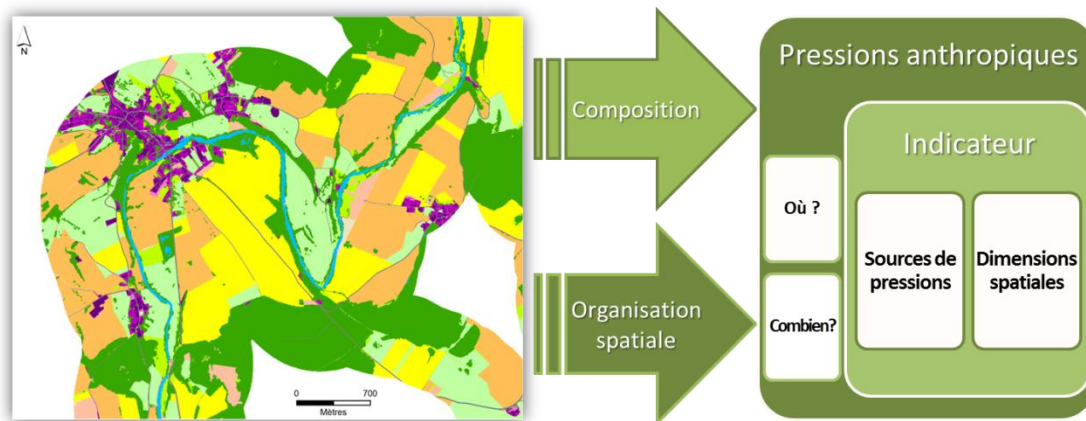 N
0
700
Mètres
Composition
Organisation
spatiale
Pressions anthropiques
Indicateur
Où ?
Combien?
Sources de
pressions
Dimensions
spatiales